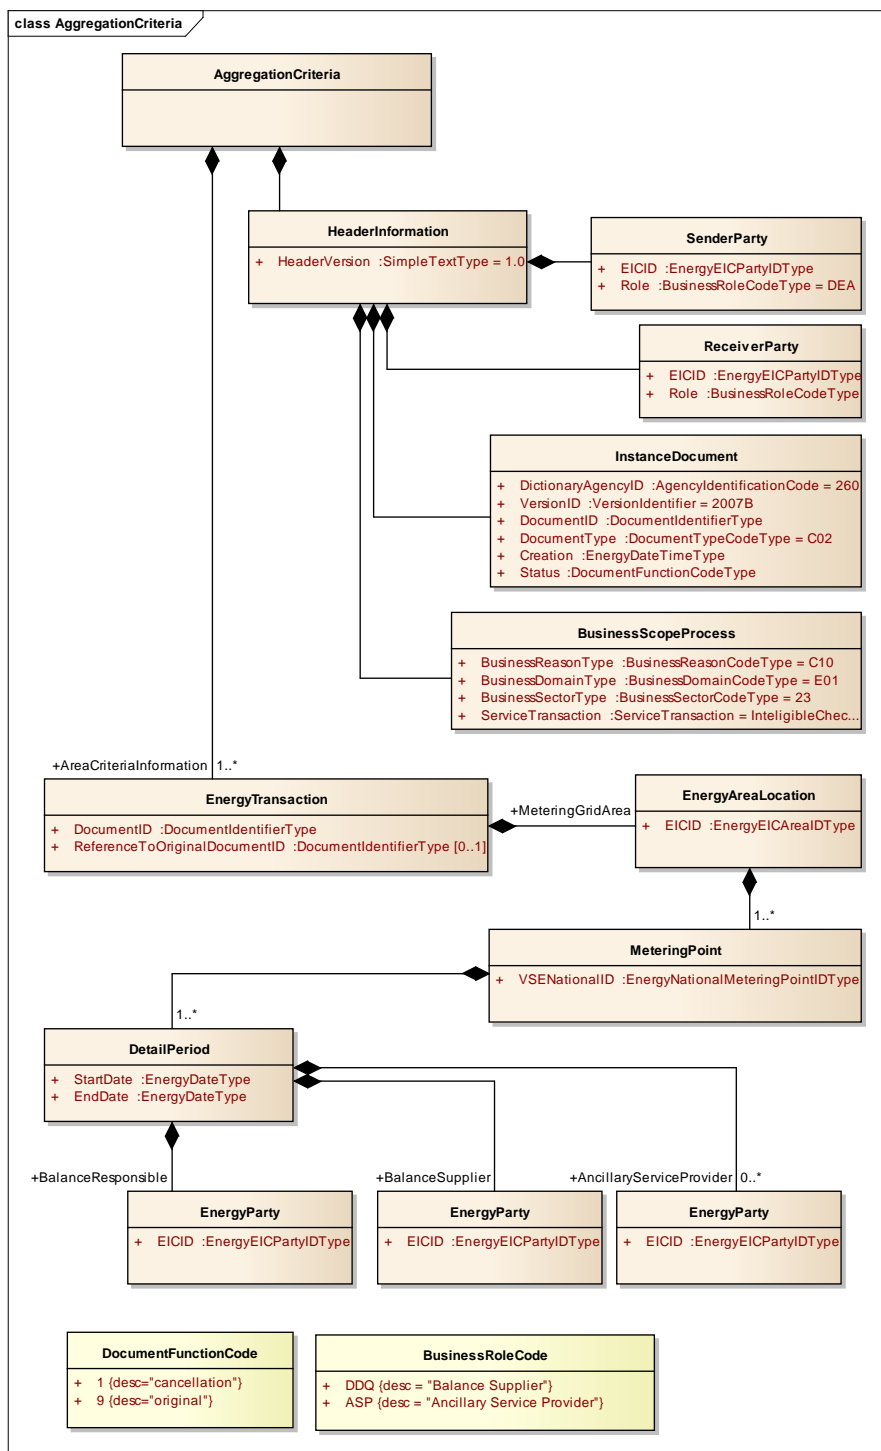 class AggregationCriteria
AggregationCriteria
HeaderInformation
+ HeaderVersion :SimpleTextType = 1.0
SenderParty
+ EICID :EnergyEICPartyIDType
+ Role :BusinessRoleCodeType = DEA
ReceiverParty
+ EICID :EnergyEICPartyIDType
+ Role :BusinessRoleCodeType
InstanceDocument
+ DictionaryAgencyID :AgencyIdentificationCode = 260
+ VersionID :VersionIdentifier = 2007B
+ DocumentID :DocumentIdentifierType
+ DocumentType :DocumentTypeCodeType = C02
+ Creation :EnergyDateTimeType
+ Status :DocumentFunctionCodeType
BusinessScopeProcess
+ BusinessReasonType :BusinessReasonCodeType = C10
+ BusinessDomainType :BusinessDomainCodeType = E01
+ BusinessSectorType :BusinessSectorCodeType = 23
+ ServiceTransaction :ServiceTransaction = InteligibleChec...
+AreaCriteriaInformation 1..*
EnergyTransaction
+ DocumentID :DocumentIdentifierType
+ ReferenceToOriginalDocumentID :DocumentIdentifierType [0..1]
+MeteringGridArea
EnergyAreaLocation
+ EICID :EnergyEICAreaIDType
1..*
MeteringPoint
+ VSENationalID :EnergyNationalMeteringPointIDType
1..*
DetailPeriod
+ StartDate :EnergyDateType
+ EndDate :EnergyDateType
+BalanceResponsible
+BalanceSupplier
+AncillaryServiceProvider 0..*
EnergyParty
+ EICID :EnergyEICPartyIDType
EnergyParty
+ EICID :EnergyEICPartyIDType
EnergyParty
+ EICID :EnergyEICPartyIDType
DocumentFunctionCode
+ 1 {desc="cancellation"}
+ 9 {desc="original"}
BusinessRoleCode
+ DDQ {desc = "Balance Supplier"}
+ ASP {desc = "Ancillary Service Provider"}